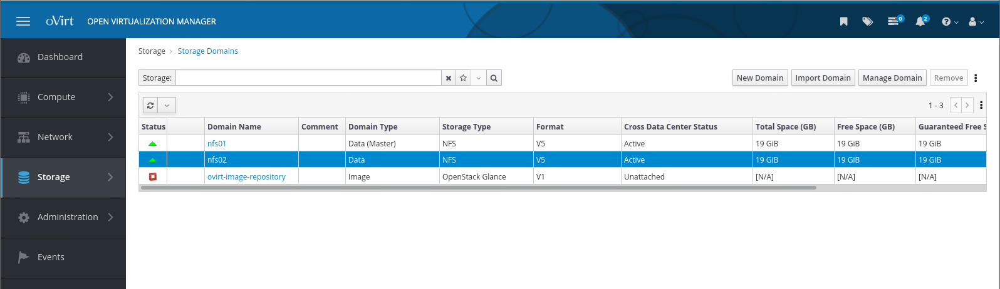 oVirt OPEN VIRTUALIZATION MANAGER 0 2
Dashboard
Compute
Network
Storage
Administration
Events
Storage > Storage Domains
Storage:
New Domain Import Domain Manage Domain Remove
1 - 3
Status Domain Name Comment Domain Type Storage Type Format Cross Data Center Status Total Space (GB) Free Space (GB) Guaranteed Free S
nfs01 Data (Master) NFS V5 Active 19 GiB 19 GiB 19 GiB
nfs02 Data NFS V5 Active 19 GiB 19 GiB 19 GiB
ovirt-image-repository Image OpenStack Glance V1 Unattached [N/A] [N/A] [N/A]